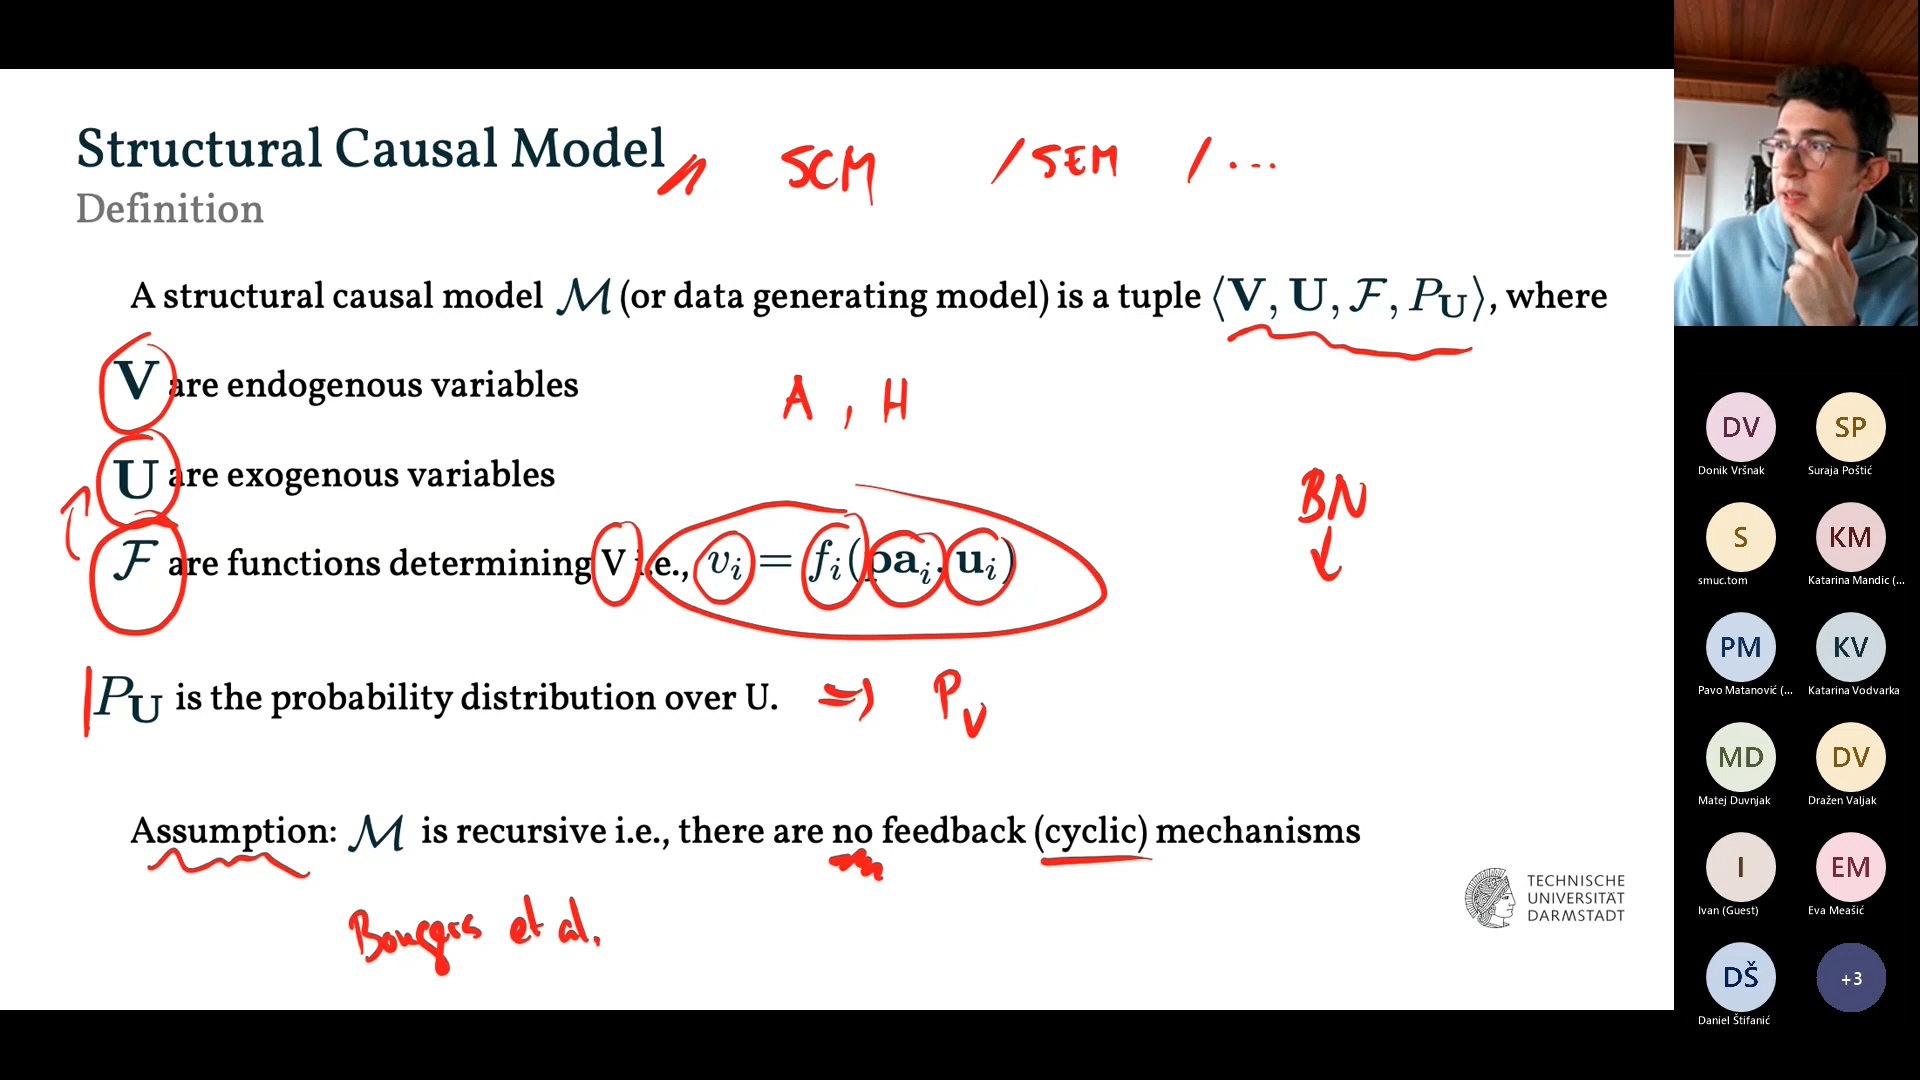 Structural Causal Model SCM / SEM / ...
Definition
A structural causal model ℳ (or data generating model) is a tuple ⟨V, U, ℱ, P_U⟩, where
V are endogenous variables A , H
U are exogenous variables
BN
ℱ are functions determining V i.e., v_i = f_i(pa_i, u_i)
P_U is the probability distribution over U. ⇒ P_V
Assumption: ℳ is recursive i.e., there are no feedback (cyclic) mechanisms
Bongers et al.
TECHNISCHE
UNIVERSITÄT
DARMSTADT
DV SP
Donik Vršnak Suraja Poštić
S KM
smuc.tom Katarina Mandic (...
PM KV
Pavo Matanović (... Katarina Vodvarka
MD DV
Matej Duvnjak Dražen Valjak
I EM
Ivan (Guest) Eva Meašić
DŠ +3
Daniel Štifanić